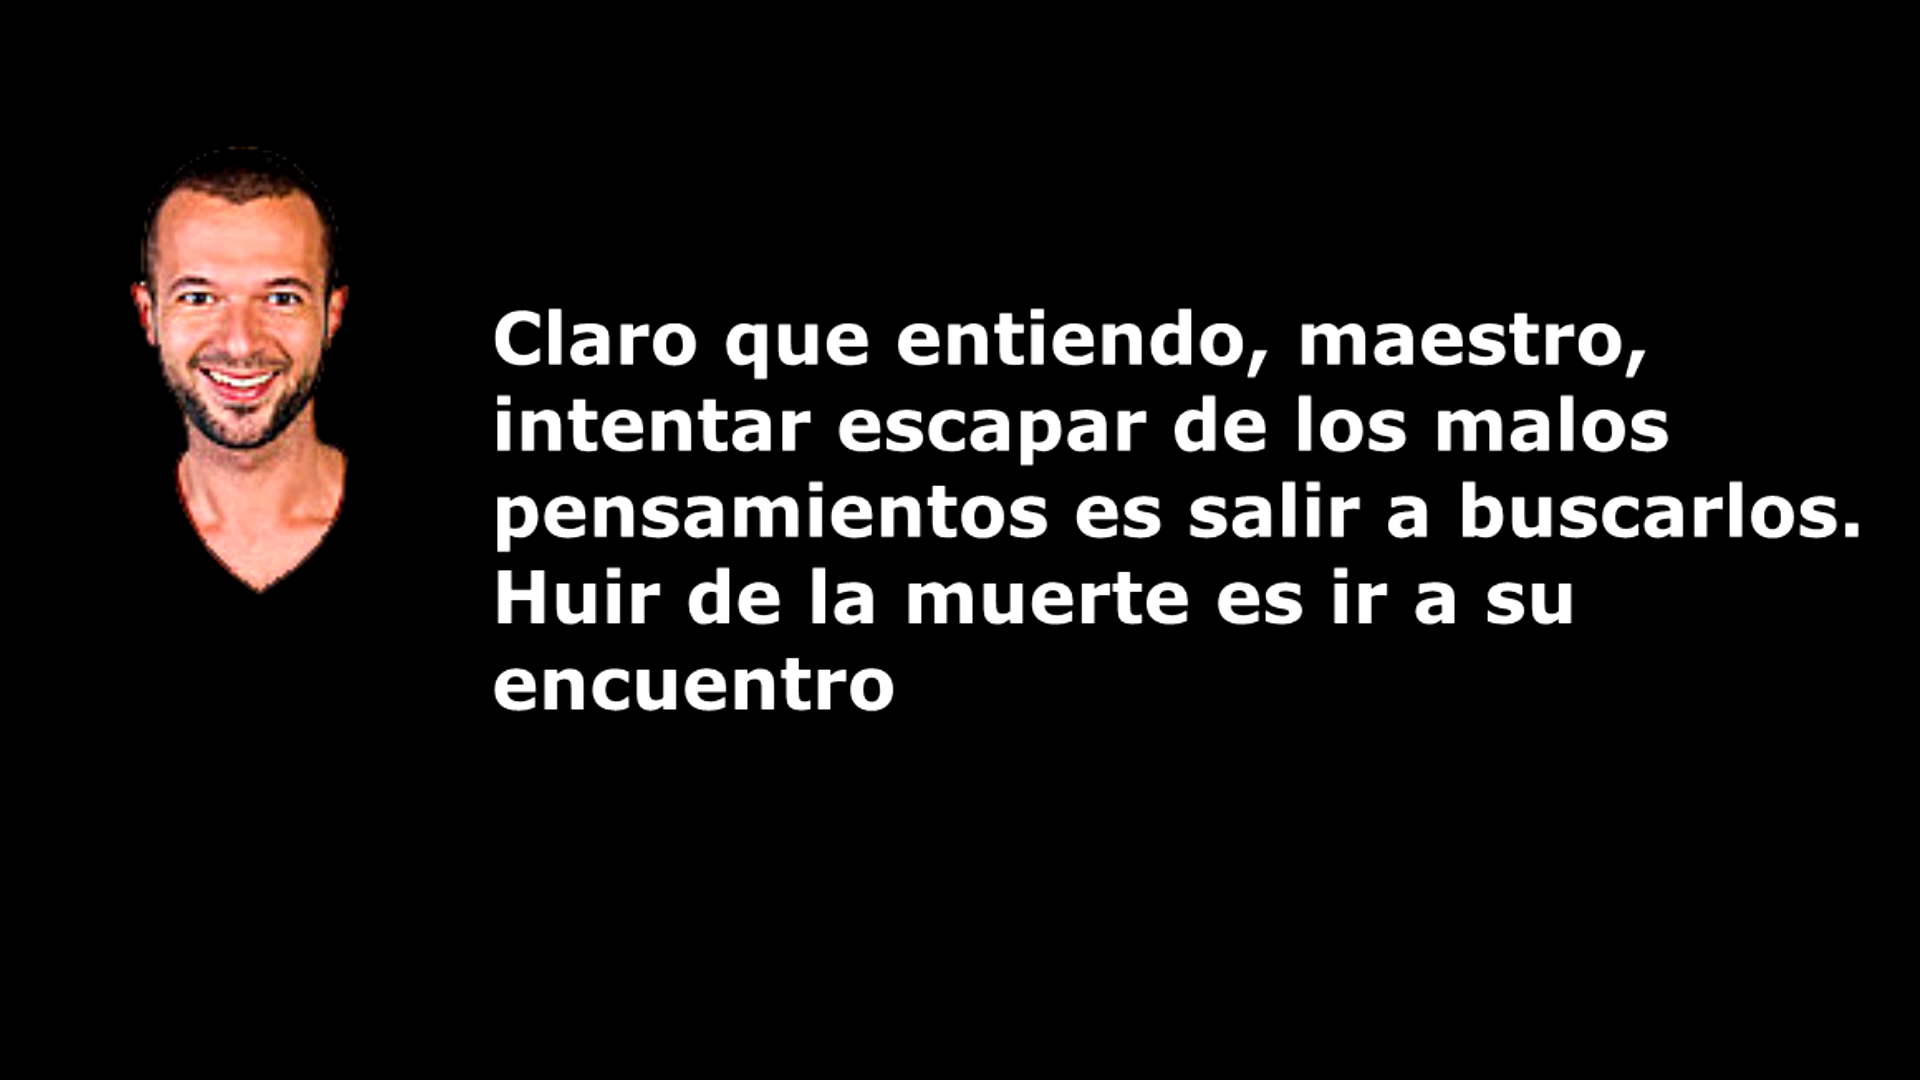 Claro que entiendo, maestro,
intentar escapar de los malos
pensamientos es salir a buscarlos.
Huir de la muerte es ir a su
encuentro